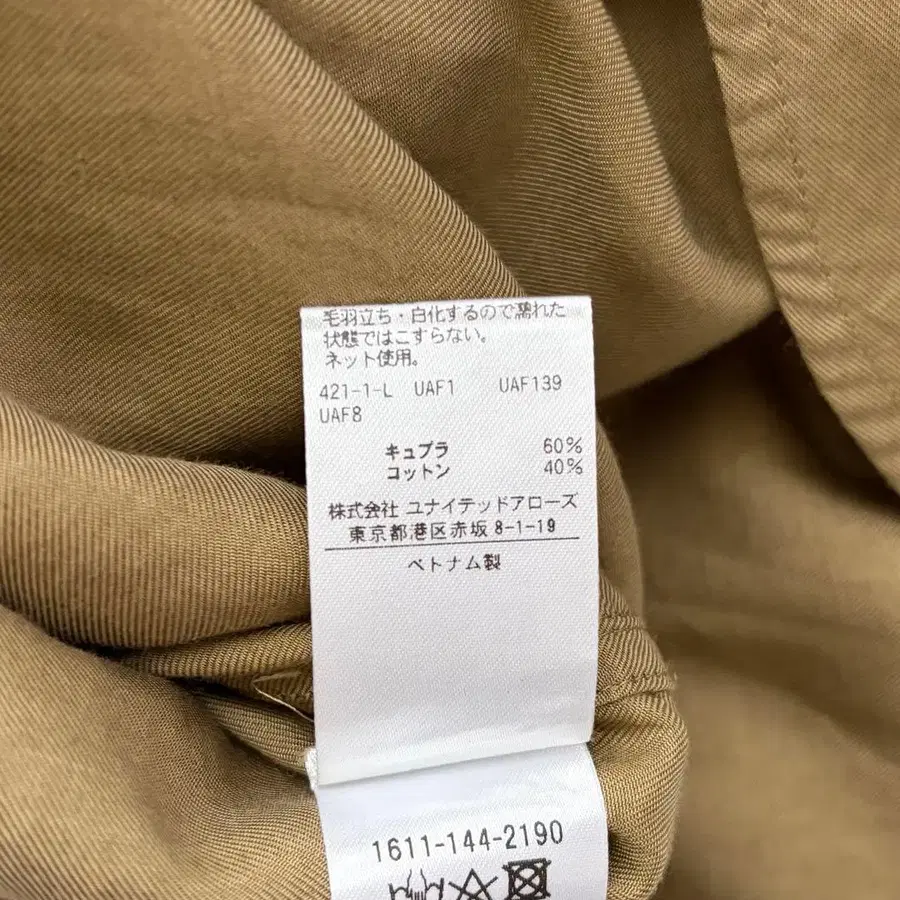 毛羽立ち・白化するので濡れた
状態ではこすらない。
ネット使用。
421-1-L UAF1 UAF139
UAF8
キュプラ 60%
コットン 40%
株式会社 ユナイテッドアローズ
東京都港区赤坂 8-1-19
ベトナム製
1611-144-2190